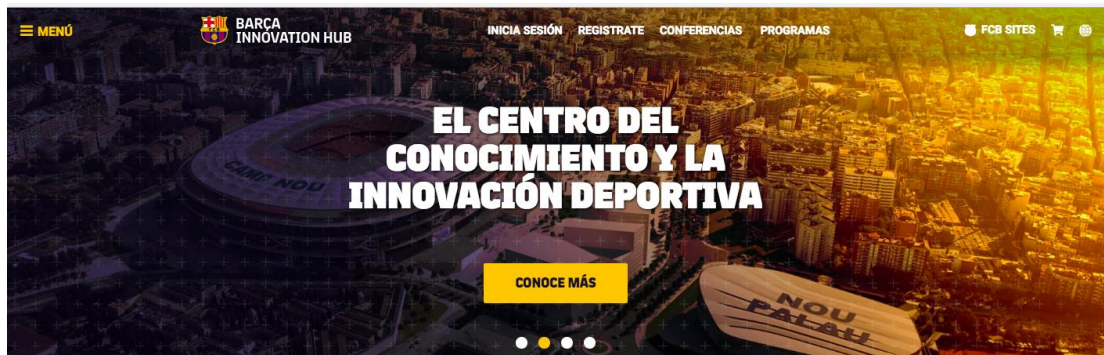 MENÚ
BARÇA
INNOVATION HUB
INICIA SESIÓN REGISTRATE CONFERENCIAS PROGRAMAS
FCB SITES
EL CENTRO DEL
CONOCIMIENTO Y LA
INNOVACIÓN DEPORTIVA
CAMP NOU
CONOCE MÁS
NOU
PALAU